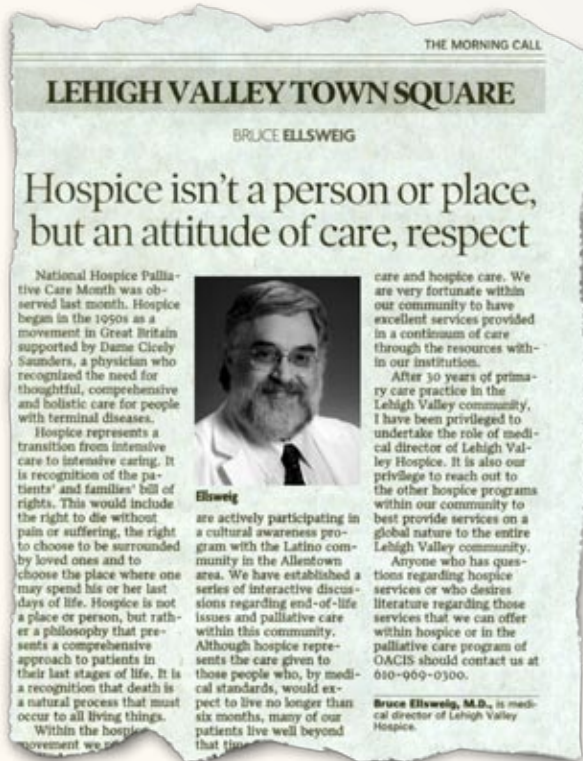 THE MORNING CALL
LEHIGH VALLEY TOWN SQUARE
BRUCE ELLSWEIG
Hospice isn't a person or place,
but an attitude of care, respect
National Hospice Pallia-
tive Care Month was ob-
served last month. Hospice
began in the 1950s as a
movement in Great Britain
supported by Dame Cicely
Saunders, a physician who
recognized the need for
thoughtful, comprehensive
and holistic care for people
with terminal diseases.
Hospice represents a
transition from intensive
care to intensive caring. It
is recognition of the pa-
tients' and families' bill of
rights. This would include
the right to die without
pain or suffering, the right
to choose to be surrounded
by loved ones and to
choose the place where one
may spend his or her last
days of life. Hospice is not
a place or person, but rath-
er a philosophy that pre-
sents a comprehensive
approach to patients in
their last stages of life. It is
a recognition that death is
a natural process that must
occur to all living things.
Within the
movement we
Ellsweig
are actively participating in
a cultural awareness pro-
gram with the Latino com-
munity in the Allentown
area. We have established a
series of interactive discus-
sions regarding end-of-life
issues and palliative care
within this community.
Although hospice repre-
sents the care given to
those people who, by medi-
cal standards, would ex-
pect to live no longer than
six months, many of our
patients live well beyond
that
care and hospice care. We
are very fortunate within
our community to have
excellent services provided
in a continuum of care
through the resources with-
in our institution.
After 30 years of prima-
ry care practice in the
Lehigh Valley community,
I have been privileged to
undertake the role of medi-
cal director of Lehigh Val-
ley Hospice. It is also our
privilege to reach out to
the other hospice programs
within our community to
best provide services on a
global nature to the entire
Lehigh Valley community.
Anyone who has ques-
tions regarding hospice
services or who desires
literature regarding those
services that we can offer
within hospice or in the
palliative care program of
OACIS should contact us at
610-969-0300.
Bruce Ellsweig, M.D., is medi-
cal director of Lehigh Valley
Hospice.